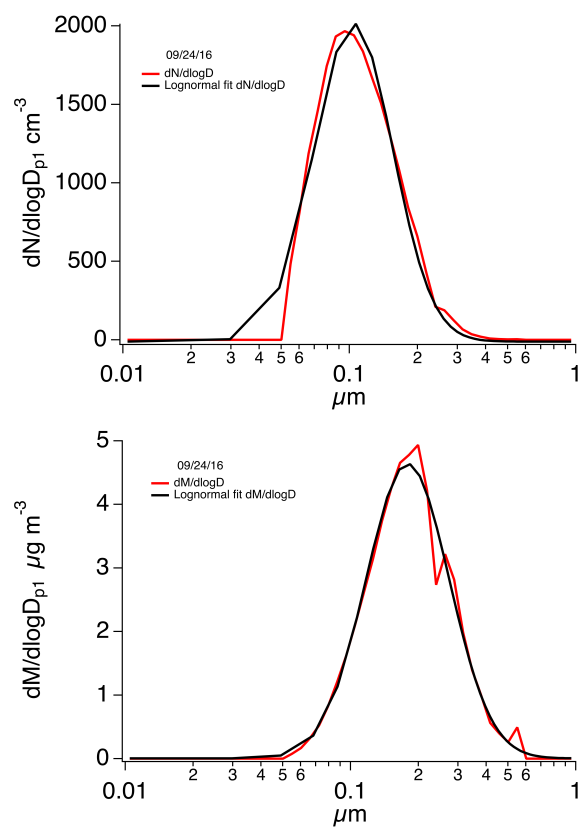 2000
1500
1000
500
0
dN/dlogDp1 cm-3
09/24/16
dN/dlogD
Lognormal fit dN/dlogD
0.01 2 3 4 5 6 0.1 2 3 4 5 6 1
µm
5
4
3
2
1
0
dM/dlogDp1 µg m-3
09/24/16
dM/dlogD
Lognormal fit dM/dlogD
0.01 2 3 4 5 6 0.1 2 3 4 5 6 1
µm